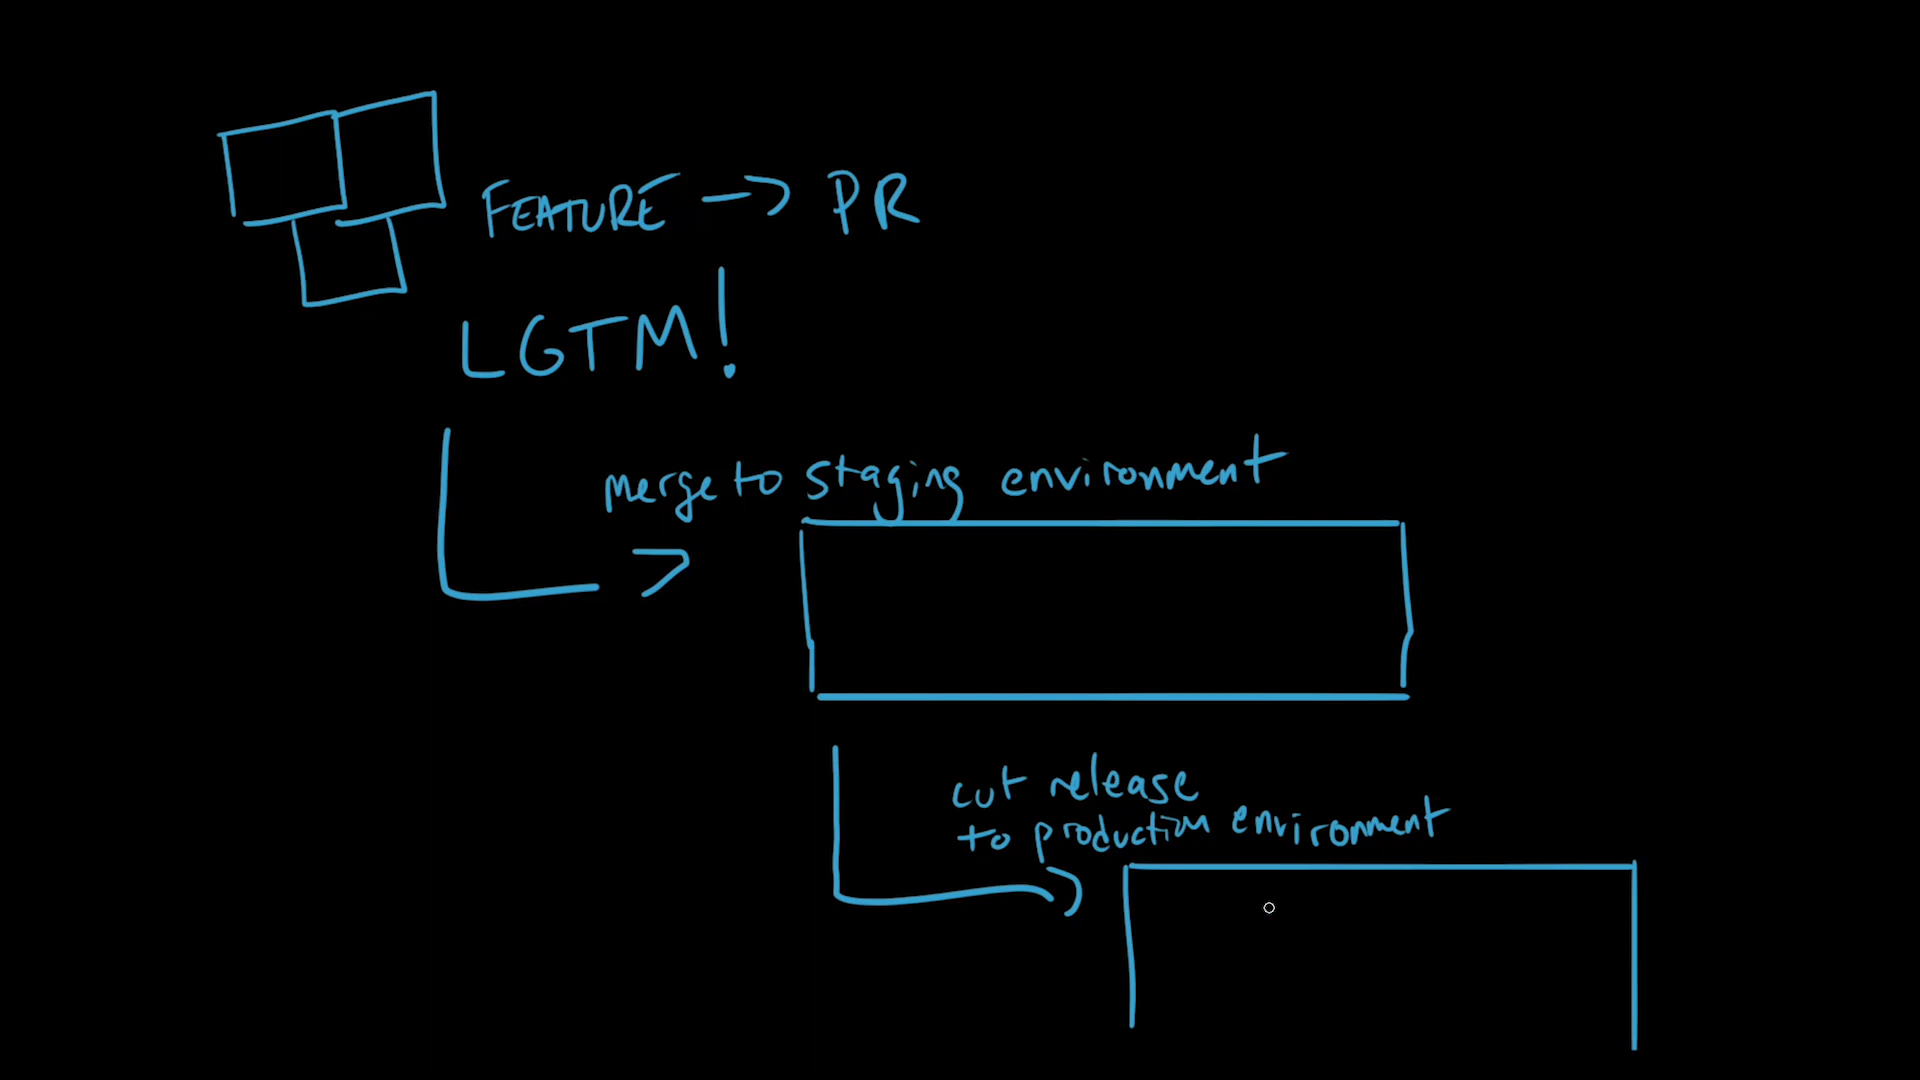 FEATURE -> PR
LGTM!
merge to staging environment
cut release
to production environment